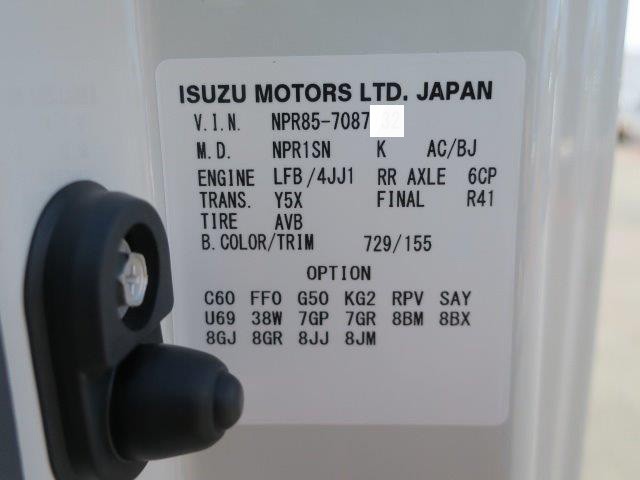 ISUZU MOTORS LTD. JAPAN
V.I.N. NPR85-7087
M.D. NPR1SN K AC/BJ
ENGINE LFB/4JJ1 RR AXLE 6CP
TRANS. Y5X FINAL R41
TIRE AVB
B.COLOR/TRIM 729/155
OPTION
C60 FF0 G50 KG2 RPV SAY
U69 38W 7GP 7GR 8BM 8BX
8GJ 8GR 8JJ 8JM